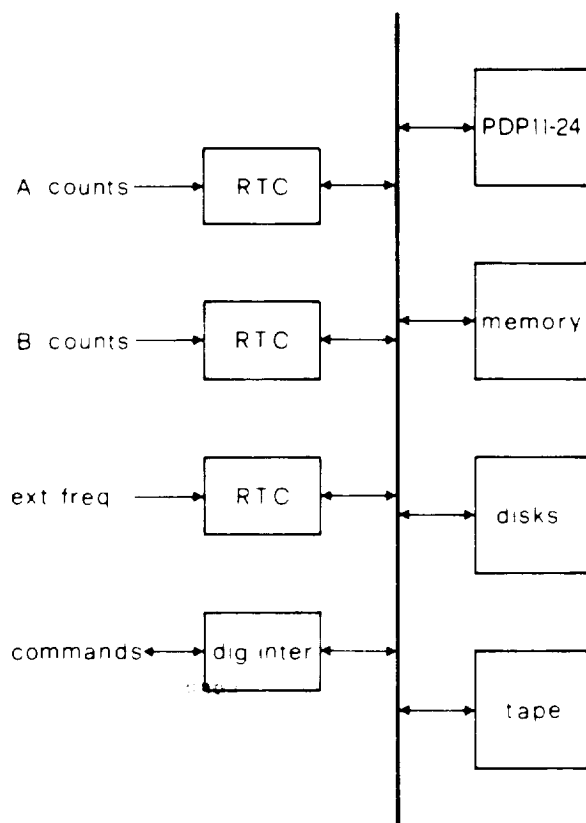 PDP11-24
A counts
RTC
memory
B counts
RTC
ext freq
RTC
disks
commands
dig inter
tape